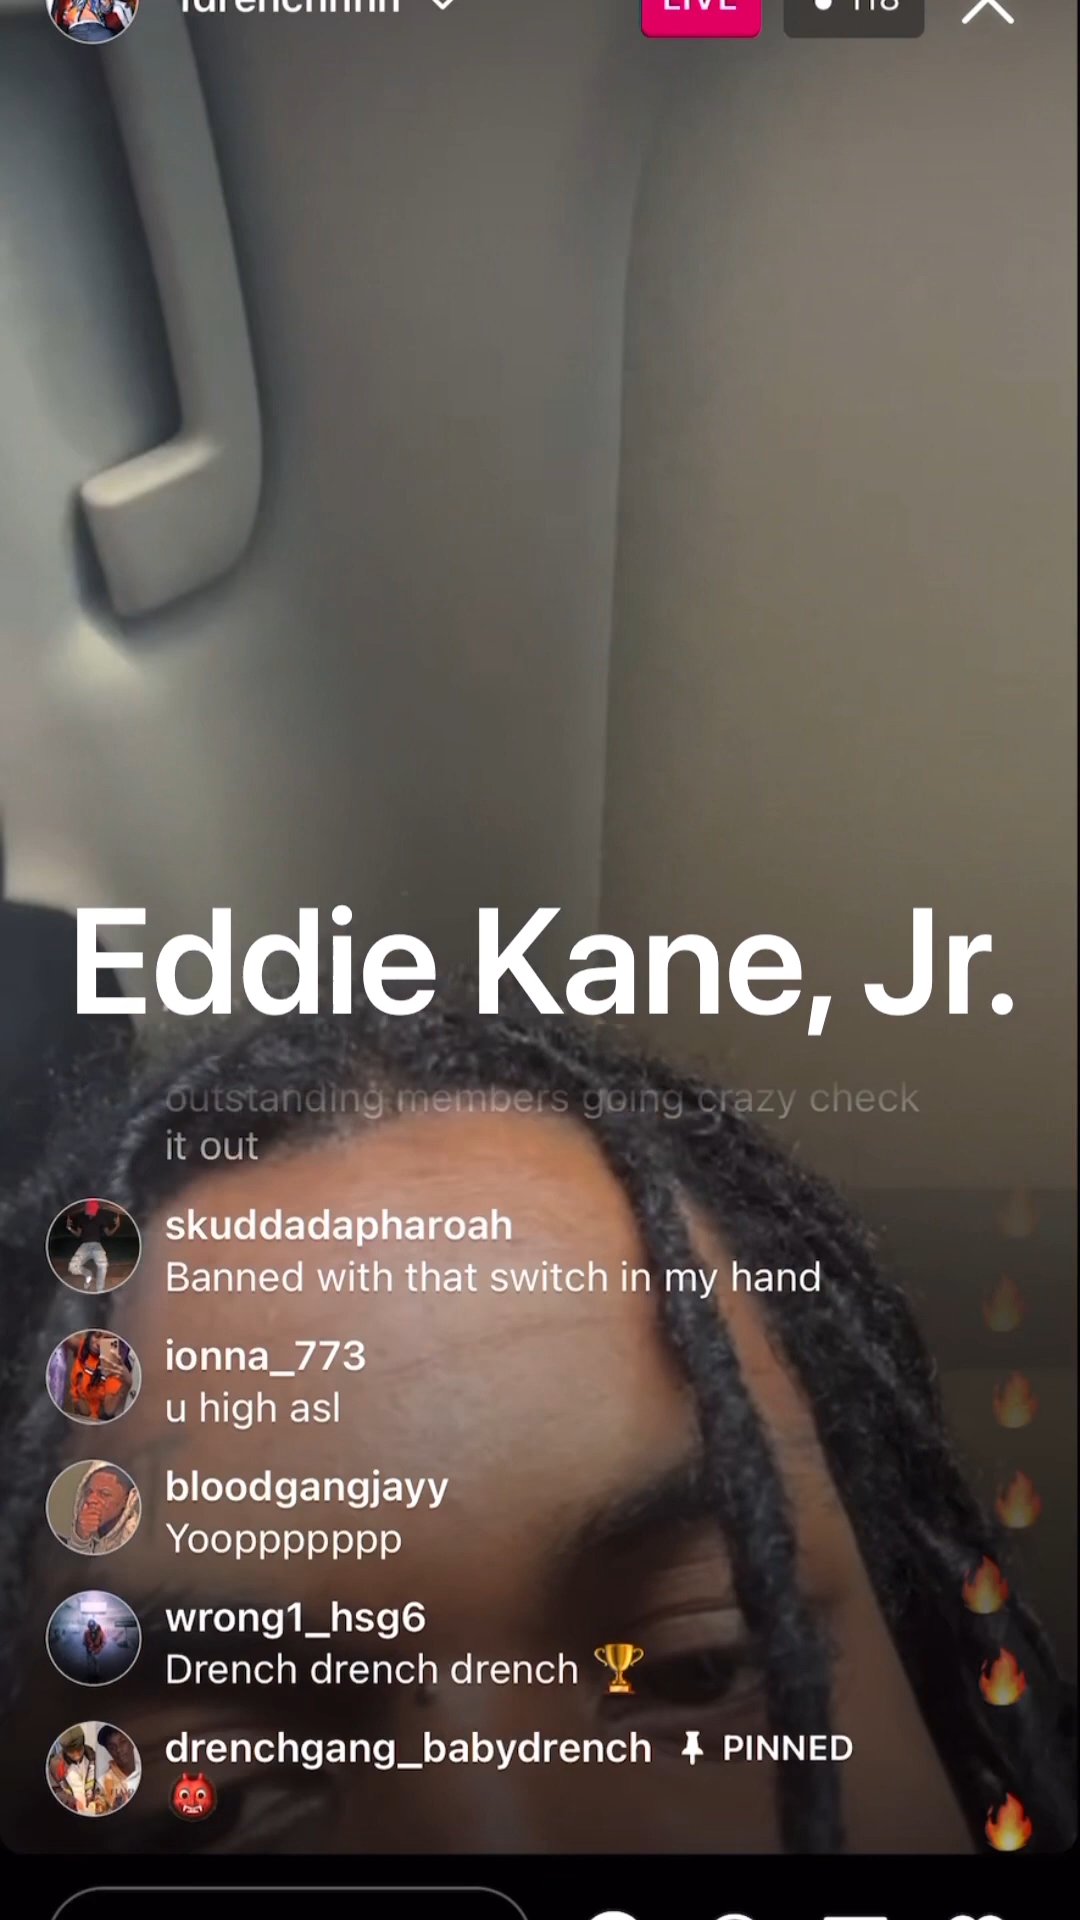 LIVE
118
Eddie Kane, Jr.
outstanding members going crazy check
it out
skuddadapharoah
Banned with that switch in my hand
ionna_773
u high asl
bloodgangjayy
Yooppppppp
wrong1_hsg6
Drench drench drench 🏆
drenchgang_babydrench PINNED
👹